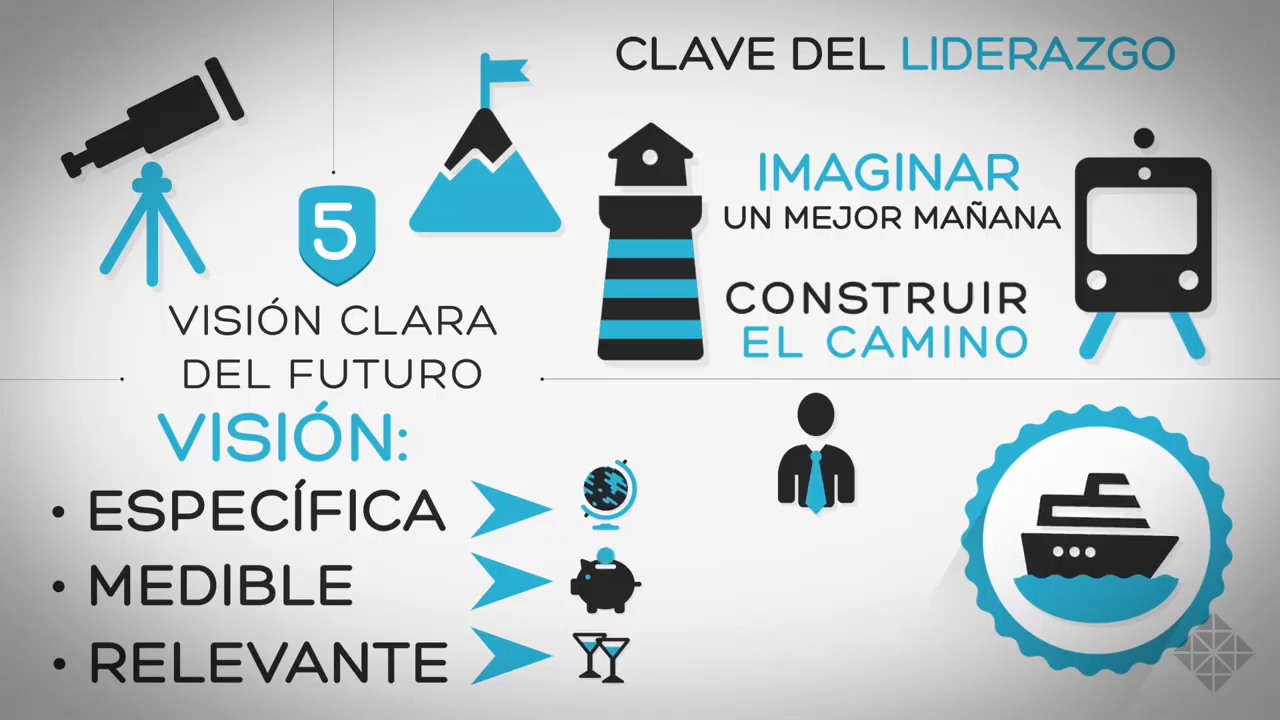 CLAVE DEL LIDERAZGO
5
VISIÓN CLARA
DEL FUTURO
IMAGINAR
UN MEJOR MAÑANA
CONSTRUIR
EL CAMINO
VISIÓN:
• ESPECÍFICA
• MEDIBLE
• RELEVANTE